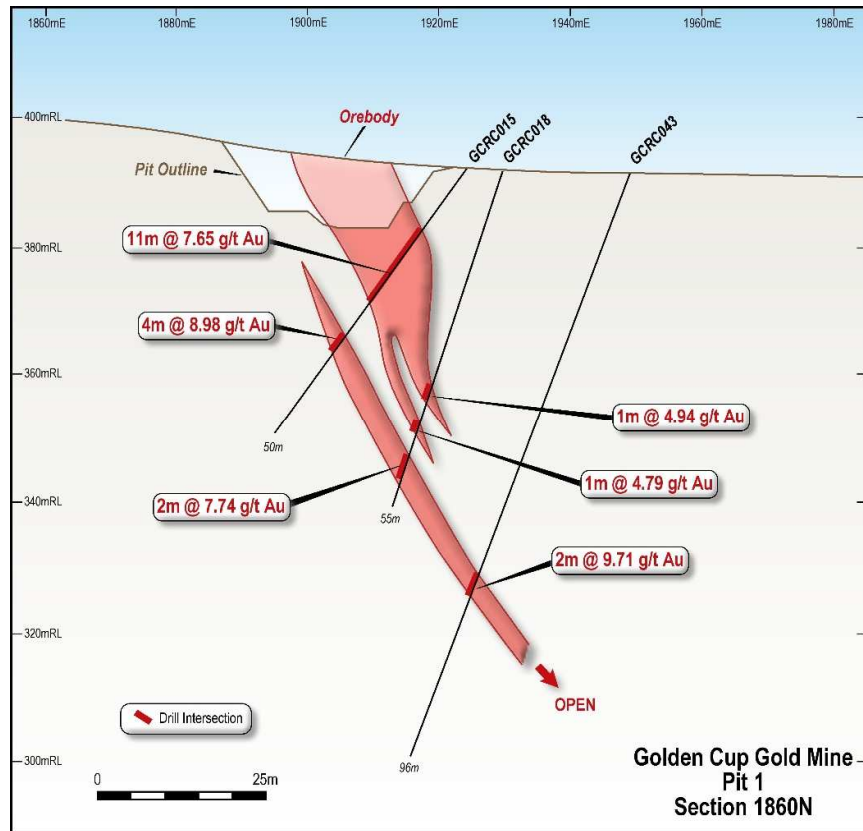 1860mE 1880mE 1900mE 1920mE 1940mE 1960mE 1980mE
400mRL
Orebody
GCRC015
GCRC018
GCRC043
Pit Outline
11m @ 7.65 g/t Au
380mRL
4m @ 8.98 g/t Au
360mRL
1m @ 4.94 g/t Au
50m
1m @ 4.79 g/t Au
2m @ 7.74 g/t Au
340mRL
55m
2m @ 9.71 g/t Au
320mRL
OPEN
Drill Intersection
300mRL
96m
0 25m
Golden Cup Gold Mine
Pit 1
Section 1860N